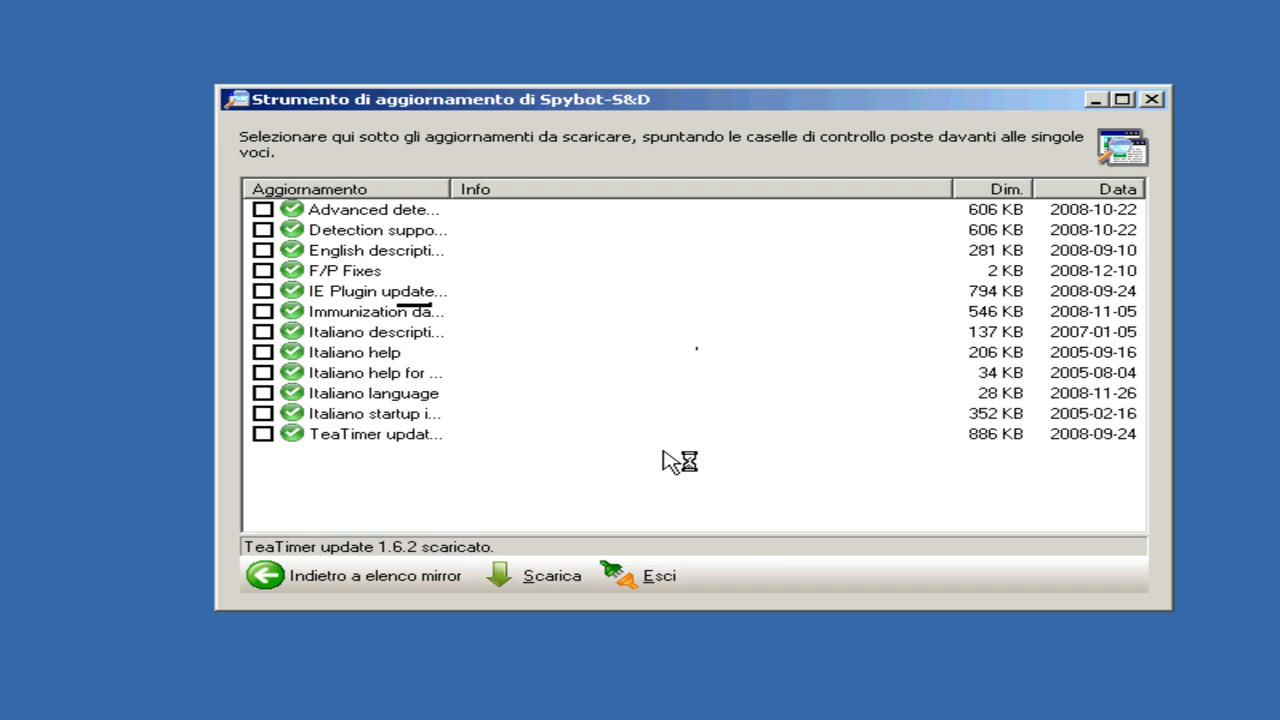 Strumento di aggiornamento di Spybot-S&D
Selezionare qui sotto gli aggiornamenti da scaricare, spuntando le caselle di controllo poste davanti alle singole
voci.
Aggiornamento Info Dim. Data
Advanced dete... 606 KB 2008-10-22
Detection suppo... 606 KB 2008-10-22
English descripti... 281 KB 2008-09-10
F/P Fixes 2 KB 2008-12-10
IE Plugin update... 794 KB 2008-09-24
Immunization da... 546 KB 2008-11-05
Italiano descripti... 137 KB 2007-01-05
Italiano help 206 KB 2005-09-16
Italiano help for ... 34 KB 2005-08-04
Italiano language 28 KB 2008-11-26
Italiano startup i... 352 KB 2005-02-16
TeaTimer updat... 886 KB 2008-09-24
TeaTimer update 1.6.2 scaricato.
Indietro a elenco mirror Scarica Esci